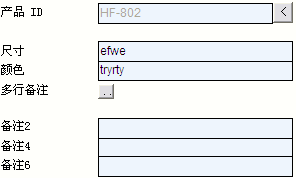 产品 ID HF-802 <
尺寸 efwe
颜色 tryrty
多行备注 ..
备注2
备注4
备注6